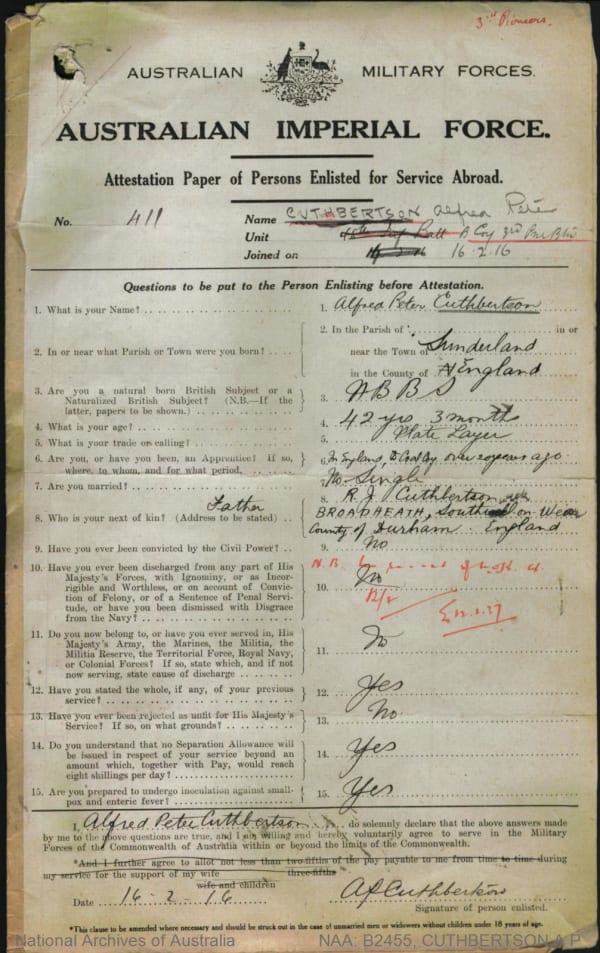 3rd Pioneers.
AUSTRALIAN MILITARY FORCES.
AUSTRALIAN IMPERIAL FORCE.
Attestation Paper of Persons Enlisted for Service Abroad.
No. 411 Name CUTHBERTSON Alfred Peter
Unit B Coy 3rd Pnr Btn
Joined on 16.2.16
Questions to be put to the Person Enlisting before Attestation.
1. What is your Name? 1. Alfred Peter Cuthbertson
2. In or near what Parish or Town were you born? 2. In the Parish of in or
near the Town of Sunderland
in the County of England
3. Are you a natural born British Subject or a
Naturalized British Subject? (N.B.—If the
latter, papers to be shown.) 3. NBBS
4. What is your age? 4. 42 yrs 3 months
5. What is your trade or calling? 5. Plate Layer
6. Are you, or have you been, an Apprentice? If so,
where, to whom, and for what period, 6. In England, over 20 years ago
7. Are you married? 7. No Single
8. Who is your next of kin? (Address to be stated) Father 8. R. J. Cuthbertson
BROADHEATH, on Wear
County of Durham England
9. Have you ever been convicted by the Civil Power? 9. No
10. Have you ever been discharged from any part of His
Majesty's Forces, with Ignominy, or as Incor-
rigible and Worthless, or on account of Convic-
tion of Felony, or of a Sentence of Penal Servi-
tude, or have you been dismissed with Disgrace
from the Navy? 10. No
N.B.
11. Do you now belong to, or have you ever served in, His
Majesty's Army, the Marines, the Militia, the
Militia Reserve, the Territorial Force, Royal Navy,
or Colonial Forces? If so, state which, and if not
now serving, state cause of discharge 11. No
12. Have you stated the whole, if any, of your previous
service? 12. Yes
13. Have you ever been rejected as unfit for His Majesty's
Service? If so, on what grounds? 13. No
14. Do you understand that no Separation Allowance will
be issued in respect of your service beyond an
amount which, together with Pay, would reach
eight shillings per day? 14. Yes
15. Are you prepared to undergo inoculation against small-
pox and enteric fever? 15. Yes
I, Alfred Peter Cuthbertson do solemnly declare that the above answers made
by me to the above questions are true, and I am willing and hereby voluntarily agree to serve in the Military
Forces of the Commonwealth of Australia within or beyond the limits of the Commonwealth.
*And I further agree to allot not less than two-fifths of the pay payable to me from time to time during
my service for the support of my wife three-fifths
wife and children
Date 16-2-16 A P Cuthbertson
Signature of person enlisted.
*This clause to be amended where necessary and should be struck out in the case of unmarried men or widowers without children under 18 years of age.
National Archives of Australia NAA: B2455, CUTHBERTSON A P